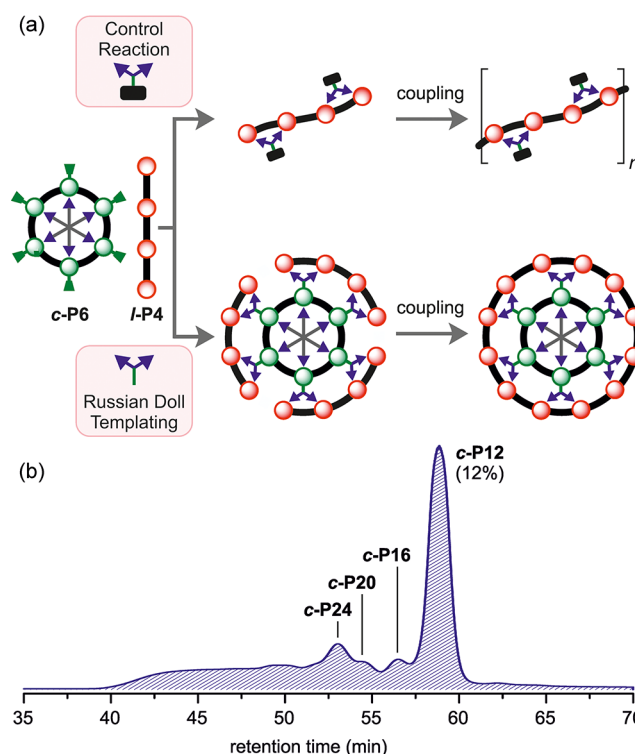 (a)
Control
Reaction
coupling
coupling
n
c-P6
l-P4
Russian Doll
Templating
(b)
c-P12
(12%)
c-P16
c-P20
c-P24
35 40 45 50 55 60 65 70
retention time (min)